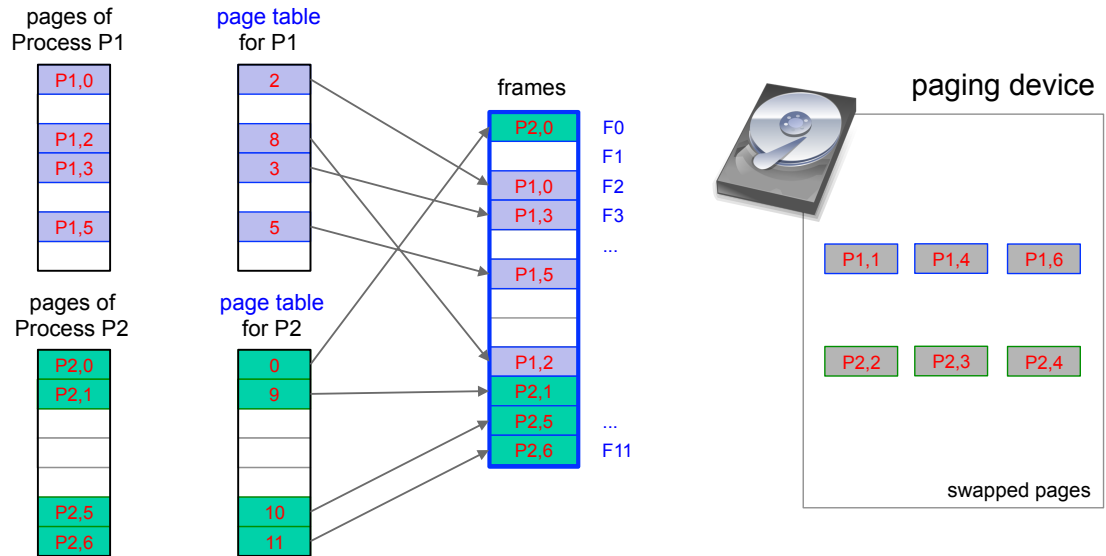 pages of
Process P1
P1,0
P1,2
P1,3
P1,5
page table
for P1
2
8
3
5
pages of
Process P2
P2,0
P2,1
P2,5
P2,6
page table
for P2
0
9
10
11
frames
P2,0 F0
F1
P1,0 F2
P1,3 F3
...
P1,5
P1,2
P2,1
P2,5 ...
P2,6 F11
paging device
P1,1 P1,4 P1,6
P2,2 P2,3 P2,4
swapped pages